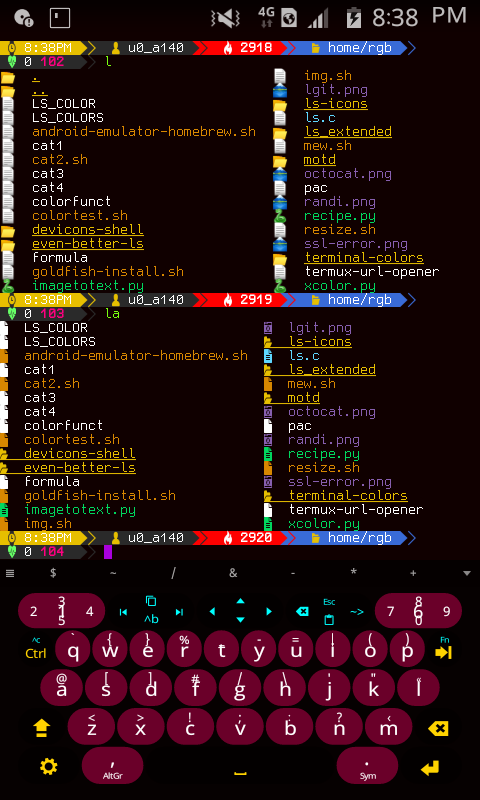 4G 8:38 PM
8:38PM u0_a140 2918 home/rgb
0 102 l
. img.sh
.. lgit.png
LS_COLOR ls-icons
LS_COLORS ls.c
android-emulator-homebrew.sh ls_extended
cat1 mew.sh
cat2.sh motd
cat3 octocat.png
cat4 pac
colorfunct randi.png
colortest.sh recipe.py
devicons-shell resize.sh
even-better-ls ssl-error.png
formula terminal-colors
goldfish-install.sh termux-url-opener
imagetotext.py xcolor.py
8:38PM u0_a140 2919 home/rgb
0 103 la
LS_COLOR lgit.png
LS_COLORS ls-icons
android-emulator-homebrew.sh ls.c
cat1 ls_extended
cat2.sh mew.sh
cat3 motd
cat4 octocat.png
colorfunct pac
colortest.sh randi.png
devicons-shell recipe.py
even-better-ls resize.sh
formula ssl-error.png
goldfish-install.sh terminal-colors
imagetotext.py termux-url-opener
img.sh xcolor.py
8:38PM u0_a140 2920 home/rgb
0 104
$ ~ / & - * +
2 3 1 5 4 ^b Esc ~> 7 8 6 0 9
^c Ctrl q { w } e % r t - y = u | i ( o ) p Fn
@ a [ s ] d # f / g \ h ; j " k l
< z > x ! c ; v : b ? n ‹ m
, AltGr . Sym